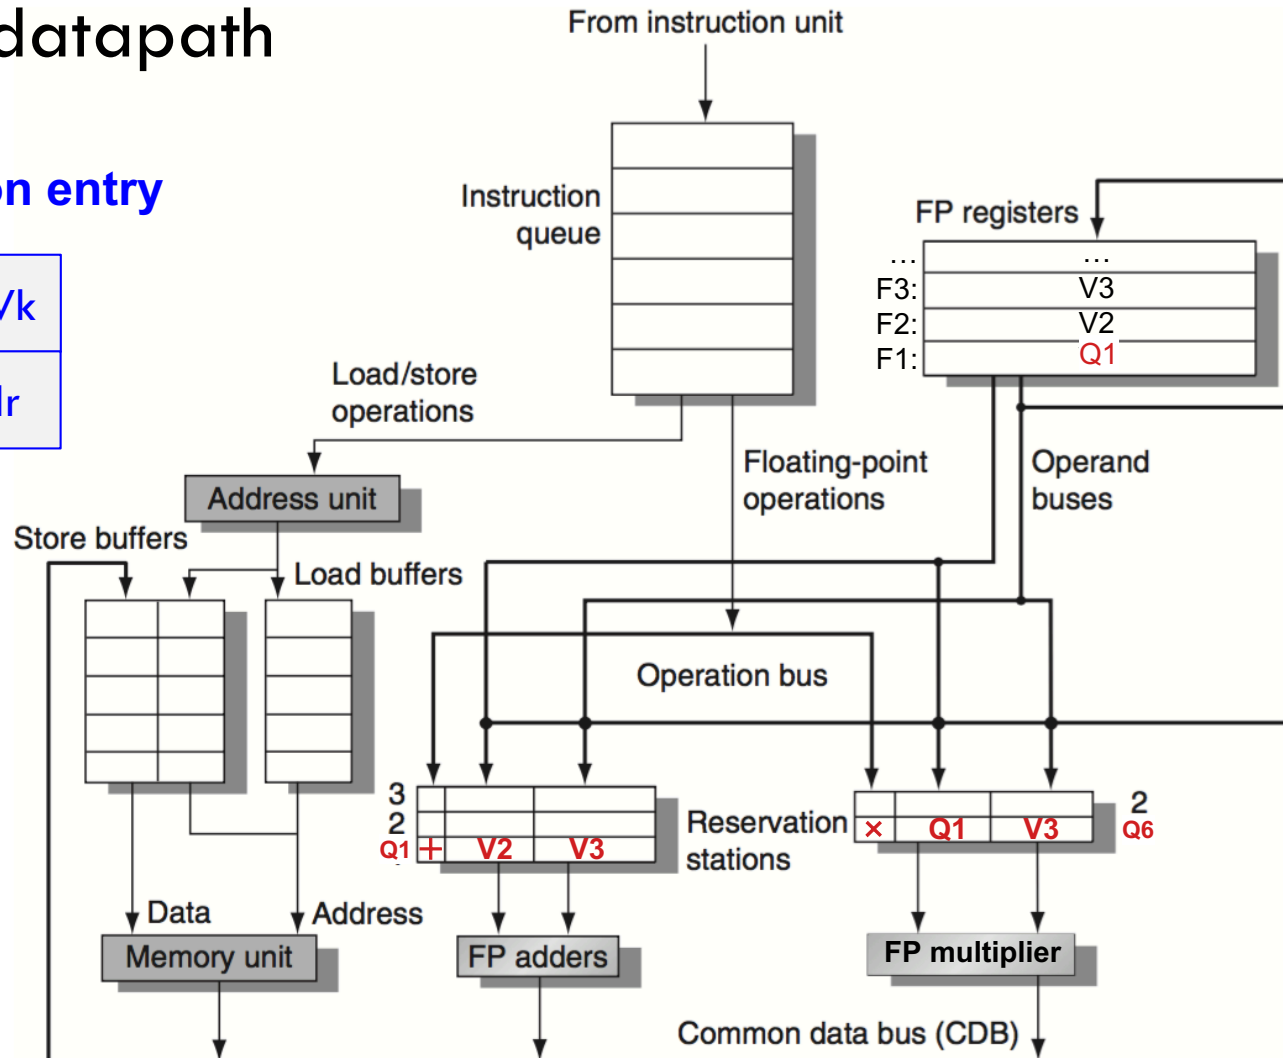 datapath
From instruction unit
on entry
Instruction
queue
FP registers
... ...
F3: V3
F2: V2
F1: Q1
Vk
Load/store
operations
Floating-point
operations
Operand
buses
Address unit
Store buffers
Load buffers
Operation bus
3
2
Q1 + V2 V3
Reservation
stations
2
× Q1 V3 Q6
Data
Address
Memory unit
FP adders
FP multiplier
Common data bus (CDB)